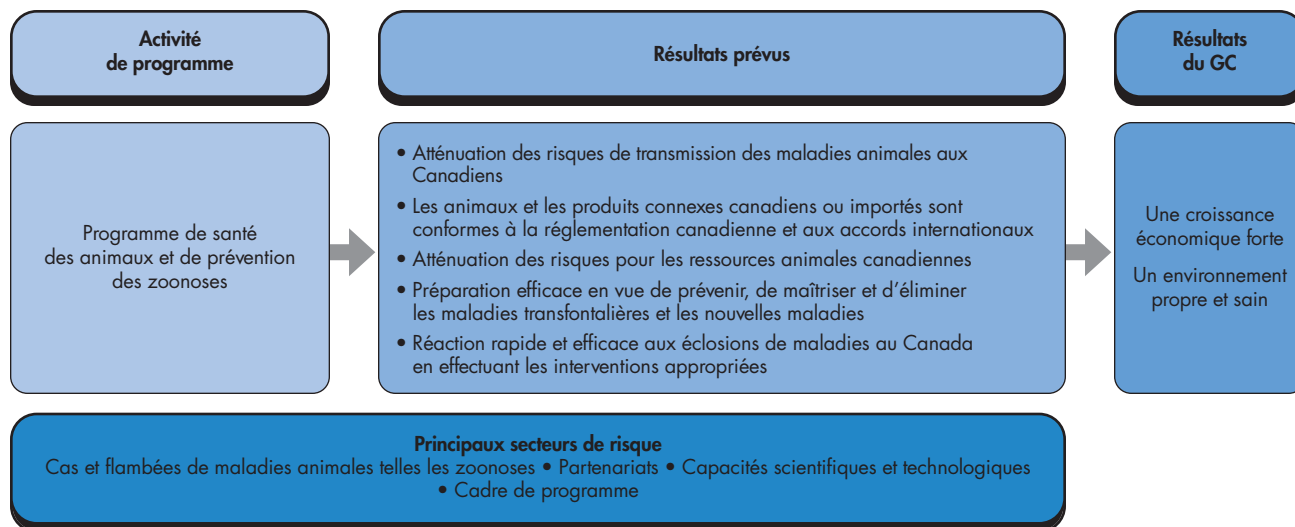 Activité
de programme
Résultats prévus
Résultats
du GC
Programme de santé
des animaux et de prévention
des zoonoses
• Atténuation des risques de transmission des maladies animales aux
Canadiens
• Les animaux et les produits connexes canadiens ou importés sont
conformes à la réglementation canadienne et aux accords internationaux
• Atténuation des risques pour les ressources animales canadiennes
• Préparation efficace en vue de prévenir, de maîtriser et d’éliminer
les maladies transfontalières et les nouvelles maladies
• Réaction rapide et efficace aux éclosions de maladies au Canada
en effectuant les interventions appropriées
Une croissance
économique forte
Un environnement
propre et sain
Principaux secteurs de risque
Cas et flambées de maladies animales telles les zoonoses • Partenariats • Capacités scientifiques et technologiques
• Cadre de programme